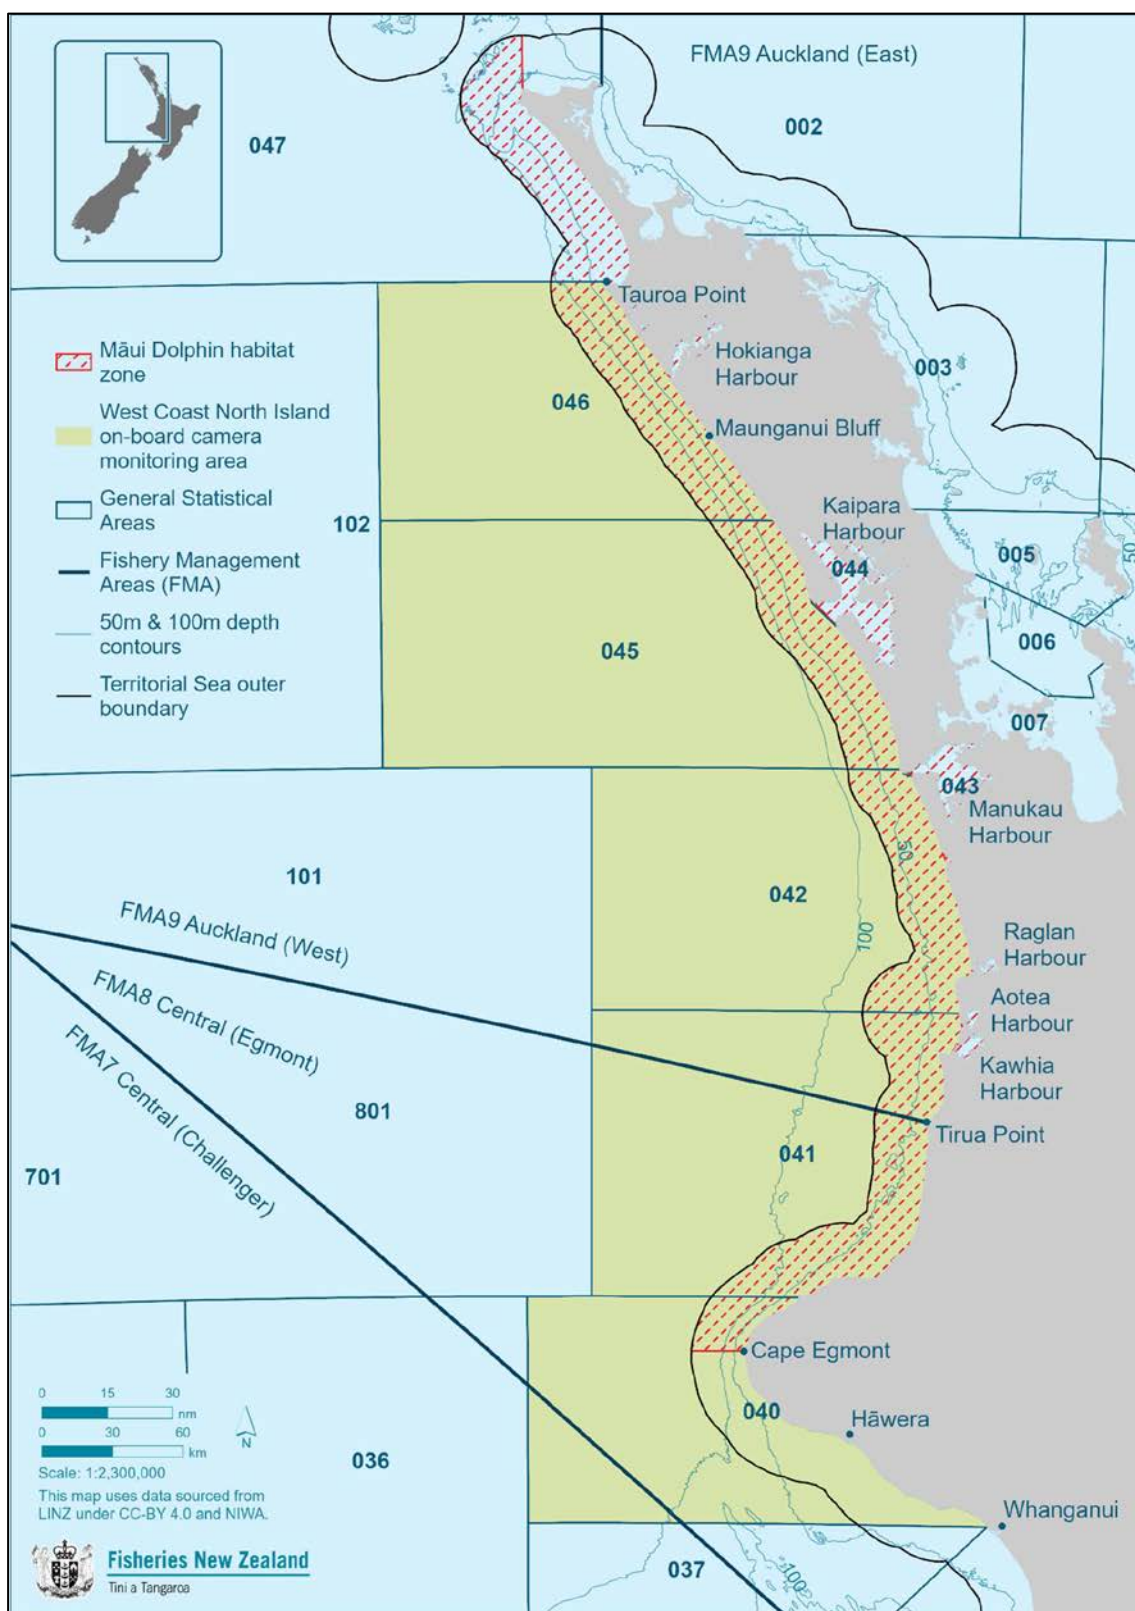 FMA9 Auckland (East)
002
047
Tauroa Point
Māui Dolphin habitat
zone
West Coast North Island
on-board camera
monitoring area
General Statistical
Areas
Fishery Management
Areas (FMA)
50m & 100m depth
contours
Territorial Sea outer
boundary
Hokianga
Harbour
003
046
Maunganui Bluff
102
Kaipara
Harbour
044
005
50
006
045
007
043
Manukau
Harbour
50
101
042
FMA9 Auckland (West)
100
Raglan
Harbour
FMA8 Central (Egmont)
Aotea
Harbour
FMA7 Central (Challenger)
Kawhia
Harbour
801
Tirua Point
041
701
Cape Egmont
040
Hāwera
0 15 30
nm
0 30 60
km
N
Scale: 1:2,300,000
This map uses data sourced from
LINZ under CC-BY 4.0 and NIWA.
036
Whanganui
Fisheries New Zealand
Tini a Tangaroa
037
100